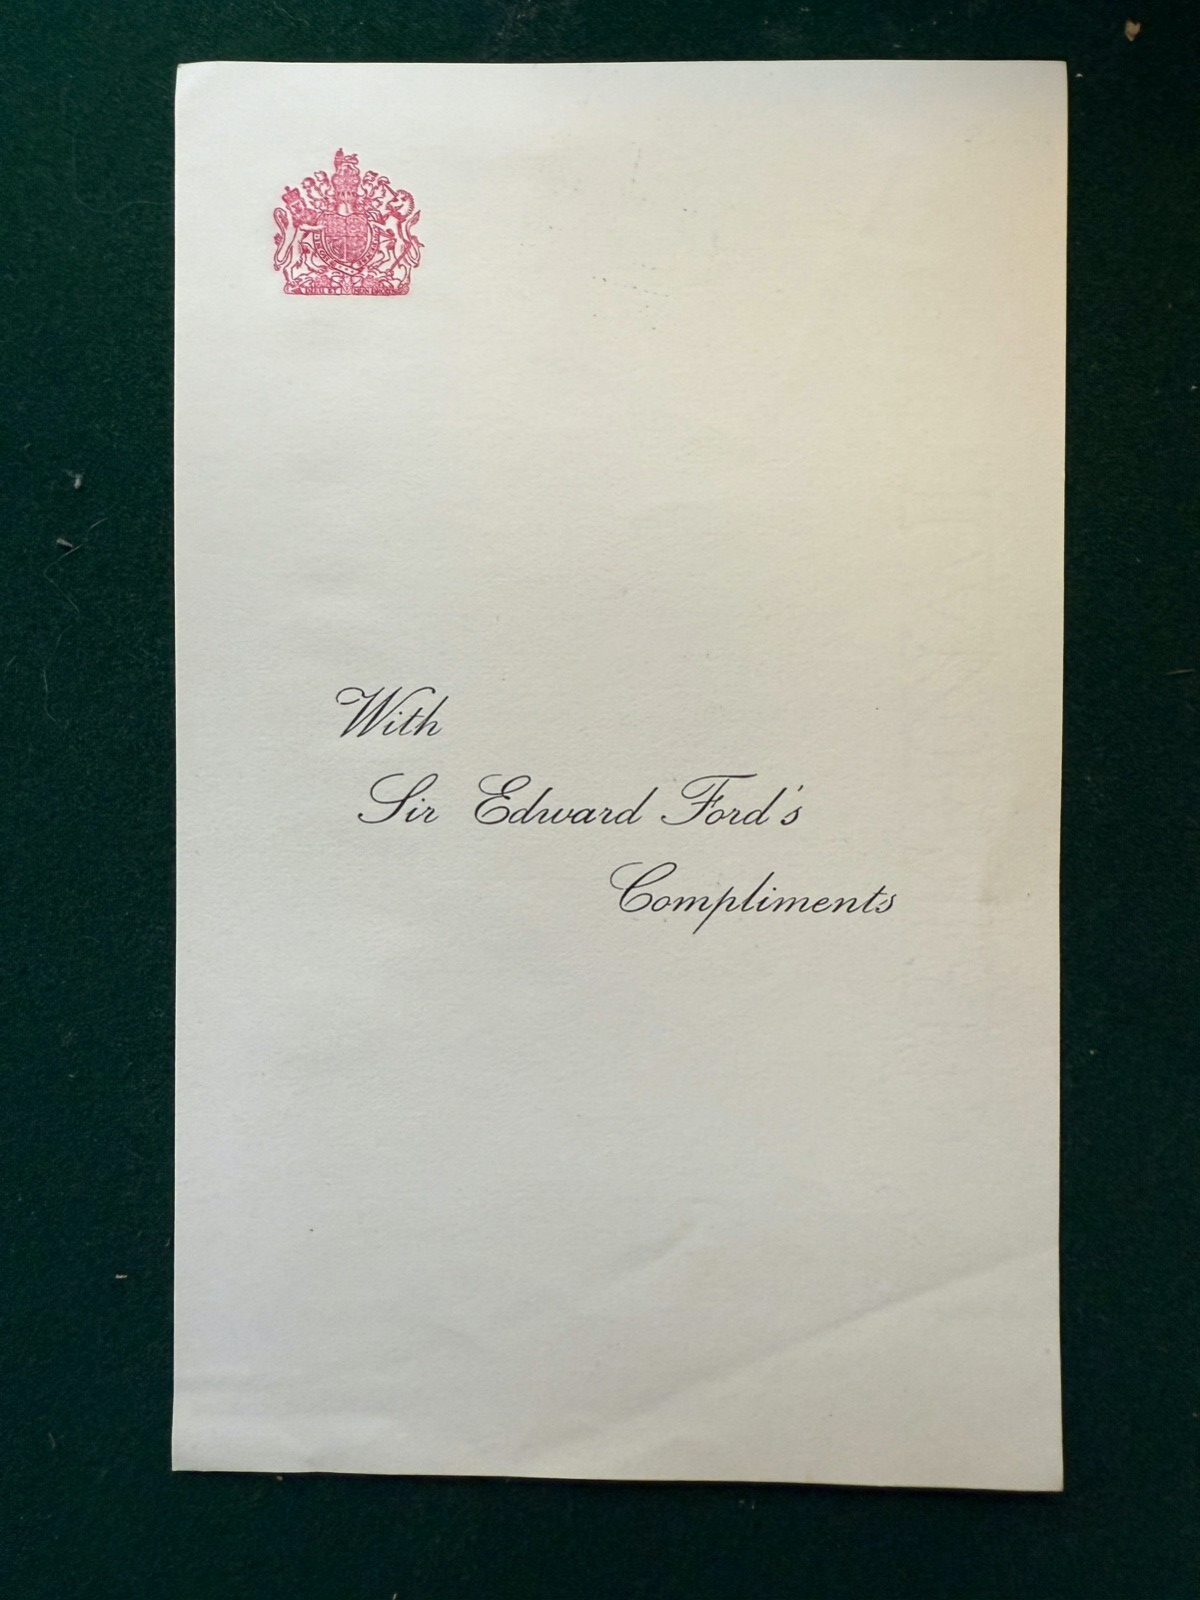 With
Sir Edward Ford's
Compliments